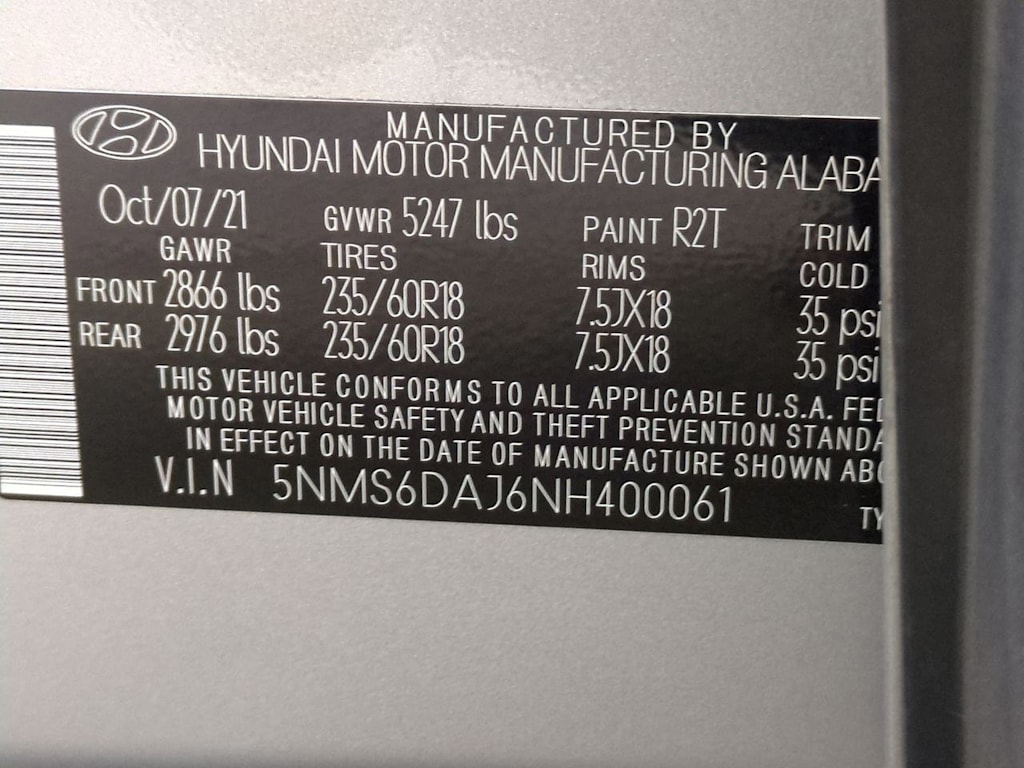 MANUFACTURED BY
HYUNDAI MOTOR MANUFACTURING ALABA
Oct/07/21 GVWR 5247 lbs PAINT R2T TRIM
GAWR TIRES RIMS COLD
FRONT 2866 lbs 235/60R18 7.5JX18 35 psi
REAR 2976 lbs 235/60R18 7.5JX18 35 psi
THIS VEHICLE CONFORMS TO ALL APPLICABLE U.S.A. FED
MOTOR VEHICLE SAFETY AND THEFT PREVENTION STANDA
IN EFFECT ON THE DATE OF MANUFACTURE SHOWN ABO
V.I.N 5NMS6DAJ6NH400061 TY